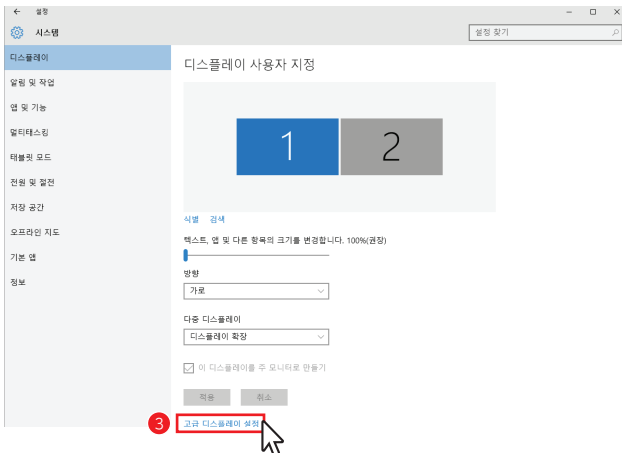 설정
시스템
설정 찾기
디스플레이
알림 및 작업
앱 및 기능
멀티태스킹
태블릿 모드
전원 및 절전
저장 공간
오프라인 지도
기본 앱
정보
디스플레이 사용자 지정
1 2
식별 검색
텍스트, 앱 및 다른 항목의 크기를 변경합니다. 100%(권장)
방향
가로
다중 디스플레이
디스플레이 확장
이 디스플레이를 주 모니터로 만들기
적용 취소
3 고급 디스플레이 설정